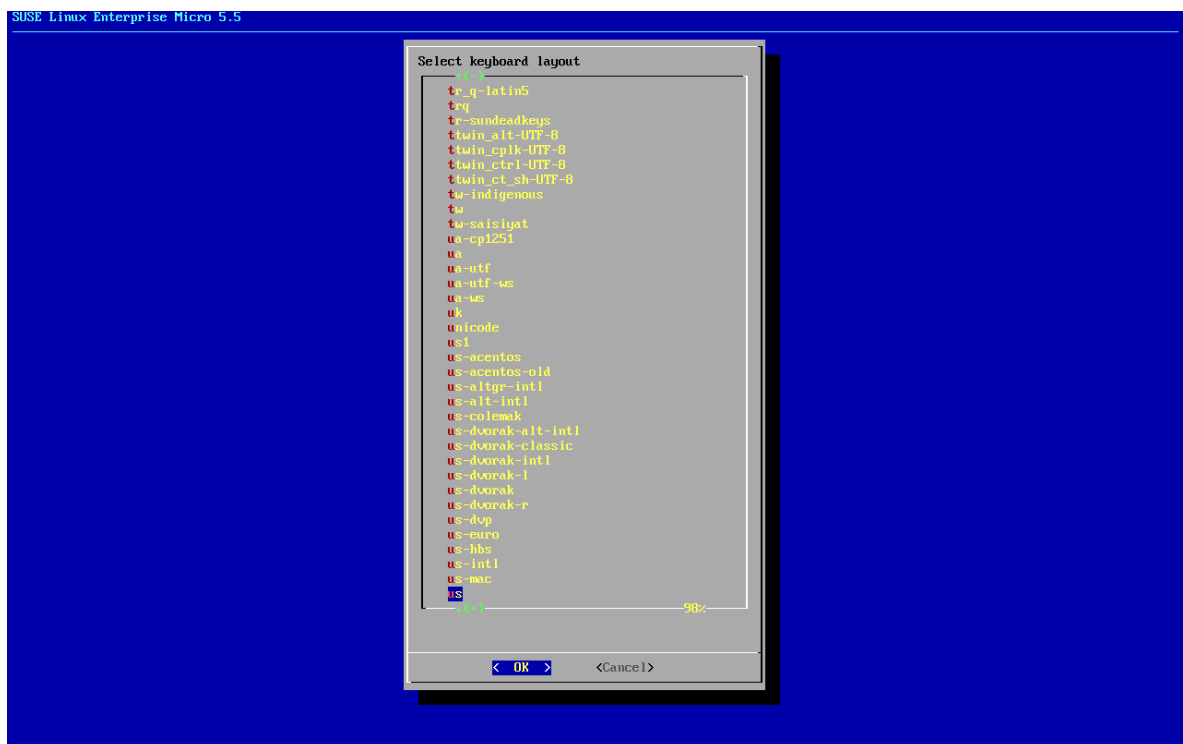 SUSE Linux Enterprise Micro 5.5
Select keyboard layout
↑(-)
tr_q-latin5
trq
tr-sundeadkeys
ttwin_alt-UTF-8
ttwin_cplk-UTF-8
ttwin_ctrl-UTF-8
ttwin_ct_sh-UTF-8
tw-indigenous
tw
tw-saisiyat
ua-cp1251
ua
ua-utf
ua-utf-ws
ua-ws
uk
unicode
us1
us-acentos
us-acentos-old
us-altgr-intl
us-alt-intl
us-colemak
us-dvorak-alt-intl
us-dvorak-classic
us-dvorak-intl
us-dvorak-l
us-dvorak
us-dvorak-r
us-dvp
us-euro
us-hbs
us-intl
us-mac
us
↓(+) 98%
< OK > <Cancel>